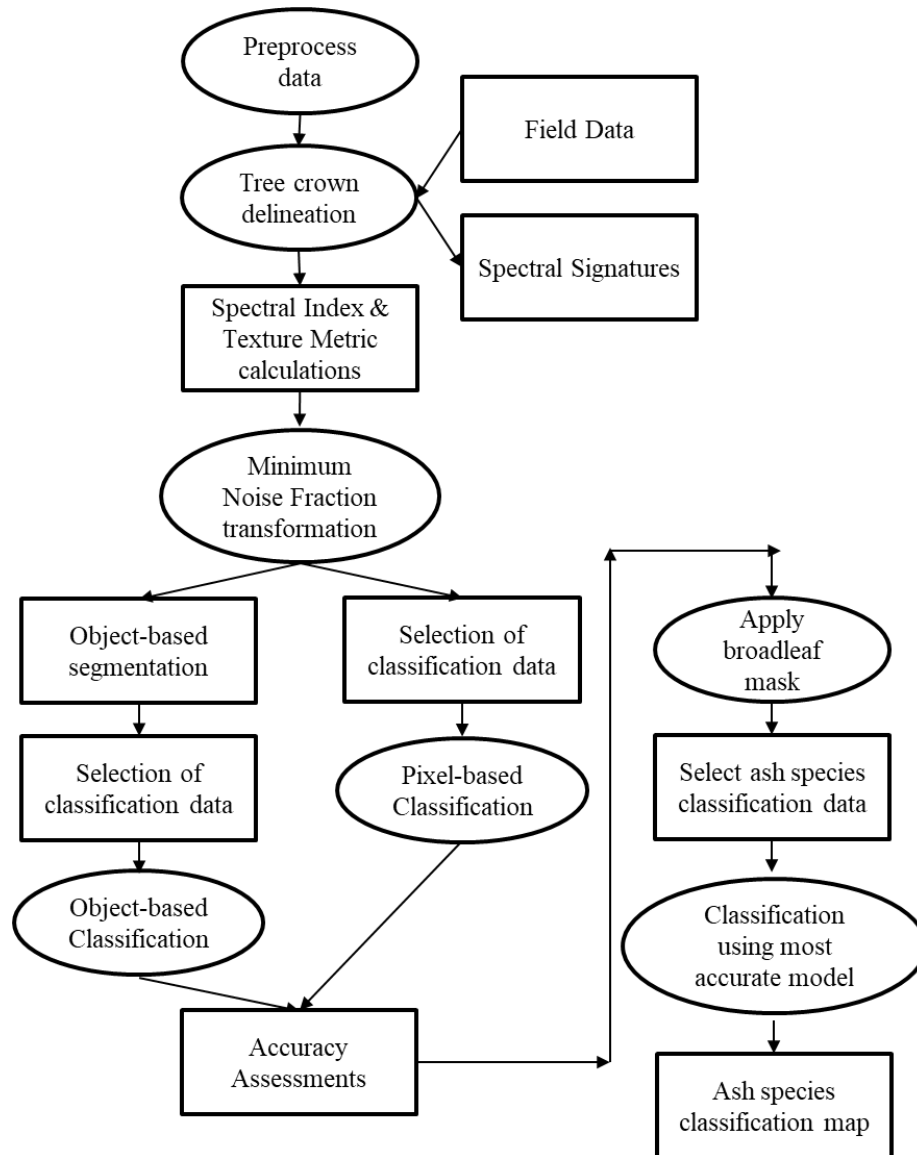 Preprocess
data
Field Data
Tree crown
delineation
Spectral Signatures
Spectral Index &
Texture Metric
calculations
Minimum
Noise Fraction
transformation
Object-based
segmentation
Selection of
classification data
Selection of
classification data
Pixel-based
Classification
Object-based
Classification
Accuracy
Assessments
Apply
broadleaf
mask
Select ash species
classification data
Classification
using most
accurate model
Ash species
classification map